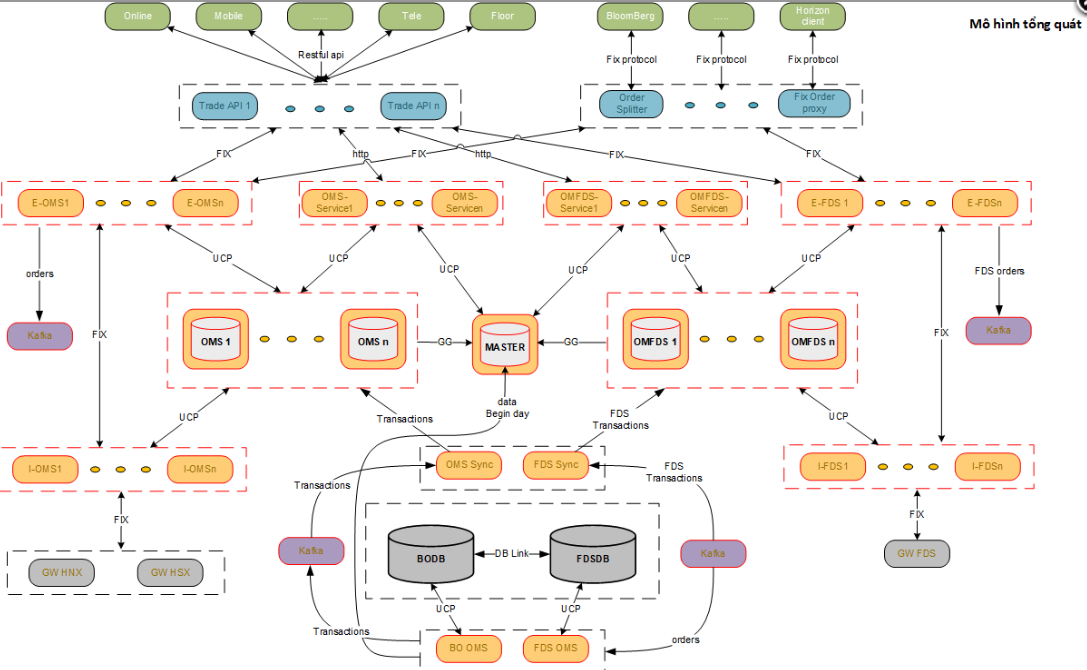 Online
Mobile
.....
Tele
Floor
BloomBerg
.....
Horizon
client
Mô hình tổng quát
Restful api
Fix protocol
Fix protocol
Fix protocol
Trade API 1
Trade API n
Order
Splitter
Fix Order
proxy
FIX
http
FIX
http
FIX
FIX
E-OMS1
E-OMSn
OMS-
Service1
OMS-
Servicen
OMFDS-
Service1
OMFDS-
Servicen
E-FDS 1
E-FDSn
orders
UCP
UCP
UCP
UCP
UCP
UCP
FDS orders
Kafka
FIX
OMS 1
OMS n
GG
MASTER
GG
OMFDS 1
OMFDS n
FIX
Kafka
data
Begin day
UCP
Transactions
FDS
Transactions
UCP
I-OMS1
I-OMSn
OMS Sync
FDS Sync
I-FDS1
I-FDSn
Transactions
FDS
Transactions
FIX
FIX
Kafka
BODB
DB Link
FDSDB
Kafka
GW FDS
GW HNX
GW HSX
UCP
UCP
Transactions
BO OMS
FDS OMS
orders